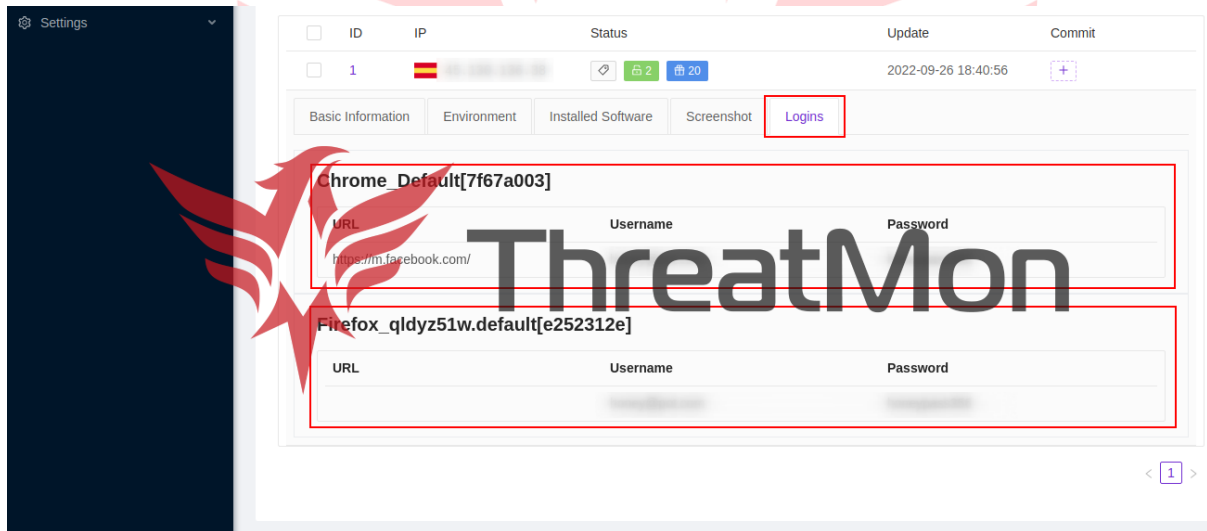 Settings
ID IP Status Update Commit
1 2 20 2022-09-26 18:40:56 +
Basic Information Environment Installed Software Screenshot Logins
Chrome_Default[7f67a003]
URL Username Password
https://m.facebook.com/
ThreatMon
Firefox_qldyz51w.default[e252312e]
URL Username Password
< 1 >